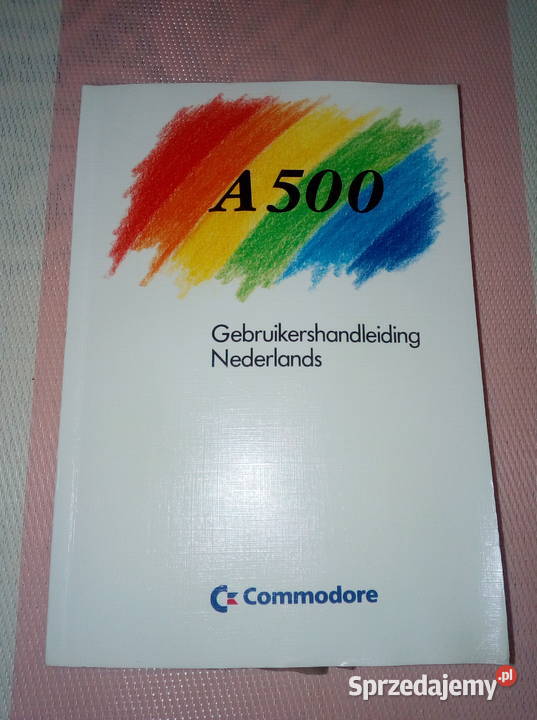 A500
Gebruikershandleiding
Nederlands
Commodore
Sprzedajemy.pl